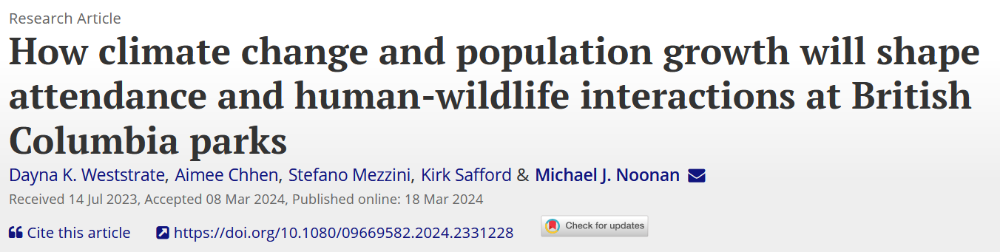 Research Article
How climate change and population growth will shape
attendance and human-wildlife interactions at British
Columbia parks
Dayna K. Weststrate, Aimee Chhen, Stefano Mezzini, Kirk Safford & Michael J. Noonan
Received 14 Jul 2023, Accepted 08 Mar 2024, Published online: 18 Mar 2024
Cite this article https://doi.org/10.1080/09669582.2024.2331228 Check for updates